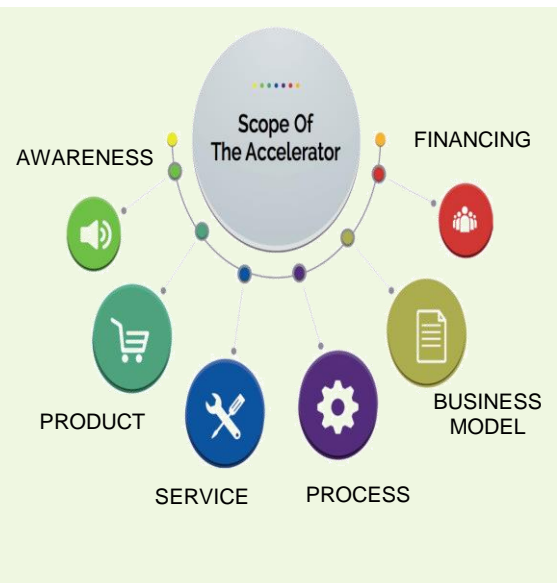 Scope Of
The Accelerator
AWARENESS
FINANCING
PRODUCT
BUSINESS
MODEL
SERVICE
PROCESS